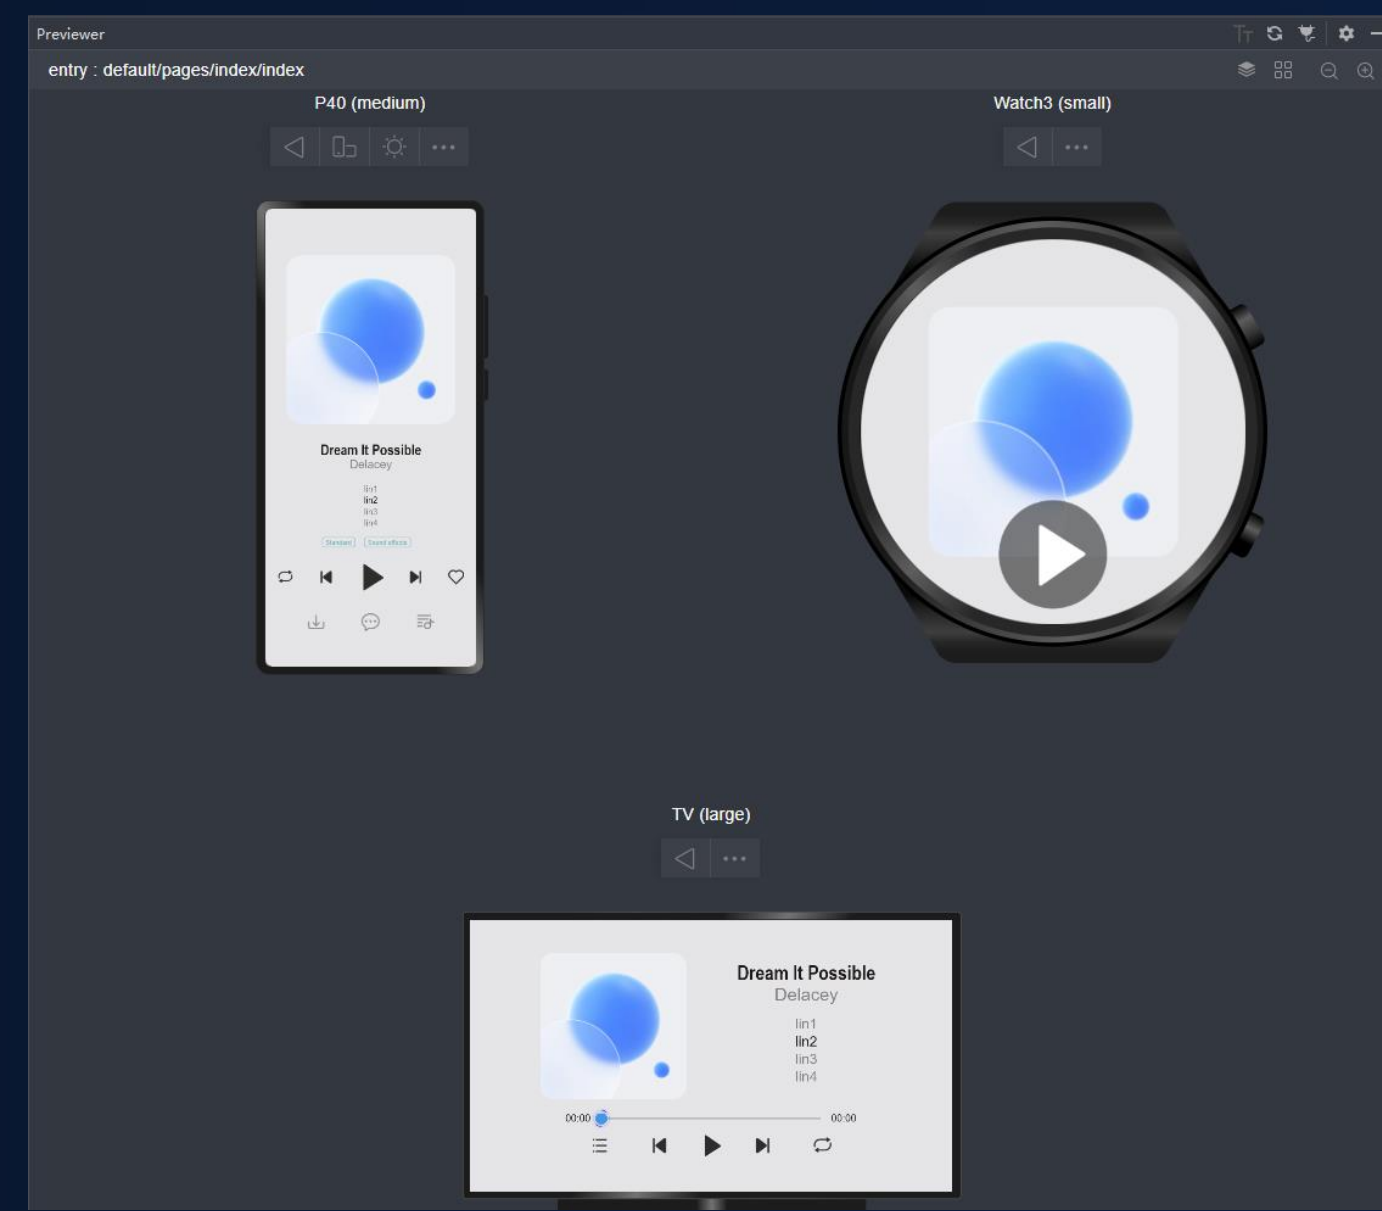 Previewer
entry : default/pages/index/index
P40 (medium)
Watch3 (small)
Dream It Possible
Delacey
lin1
lin2
lin3
lin4
Standard Sound effects
TV (large)
Dream It Possible
Delacey
lin1
lin2
lin3
lin4
00:00 00:00